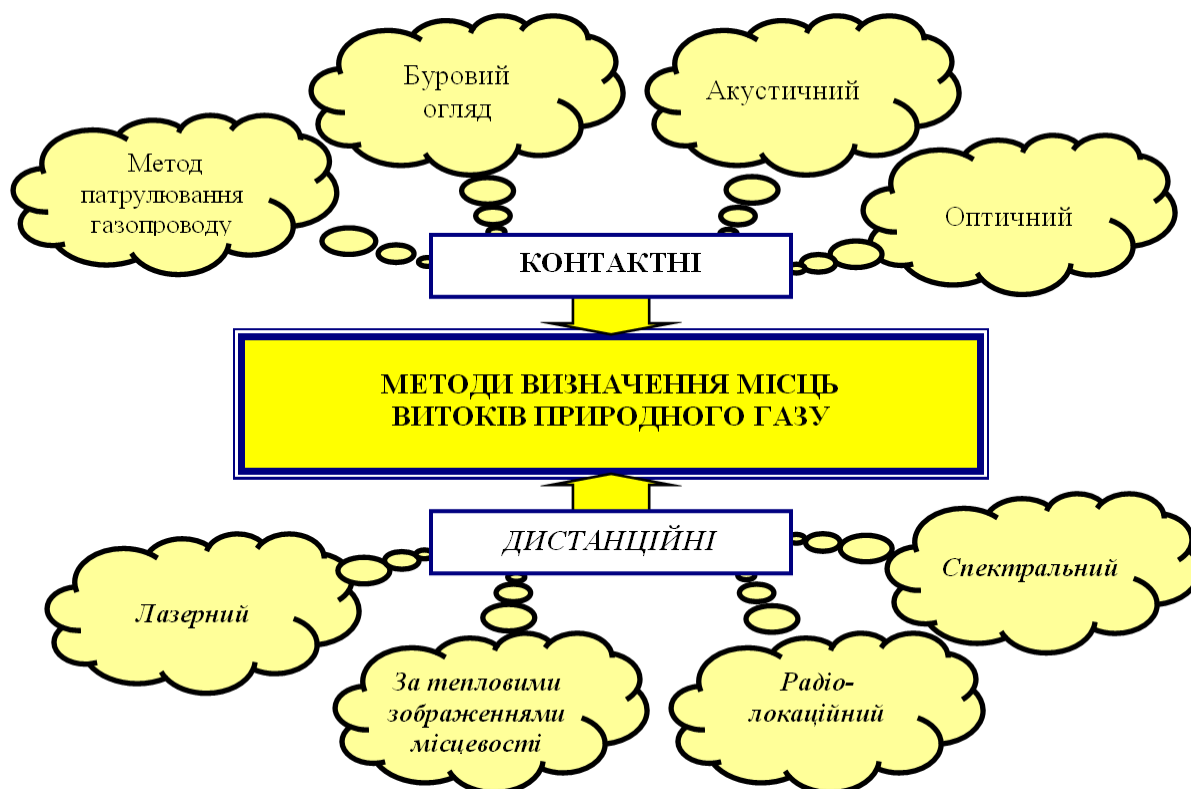 Буровий
огляд
Акустичний
Метод
патрулювання
газопроводу
Оптичний
КОНТАКТНІ
МЕТОДИ ВИЗНАЧЕННЯ МІСЦЬ
ВИТОКІВ ПРИРОДНОГО ГАЗУ
ДИСТАНЦІЙНІ
Лазерний
Спектральний
За тепловими
зображеннями
місцевості
Радіо-
локаційний